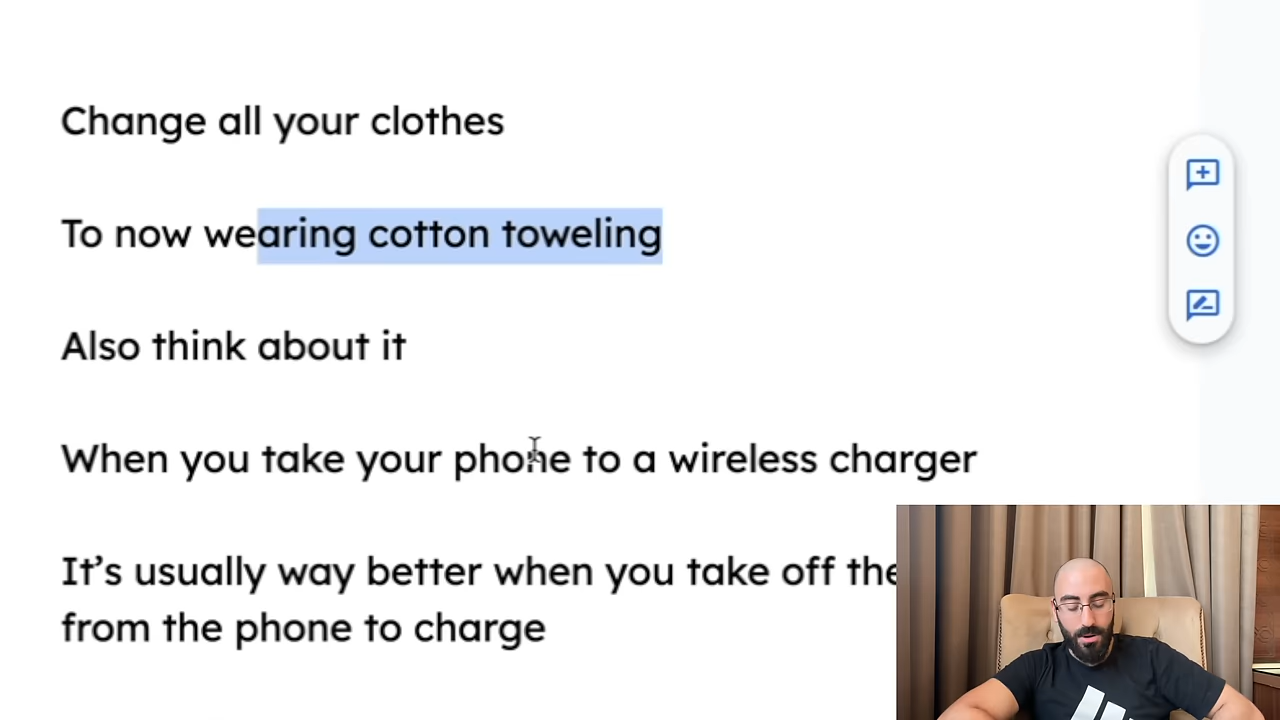 Change all your clothes
To now wearing cotton toweling
Also think about it
When you take your phone to a wireless charger
It’s usually way better when you take off the
from the phone to charge